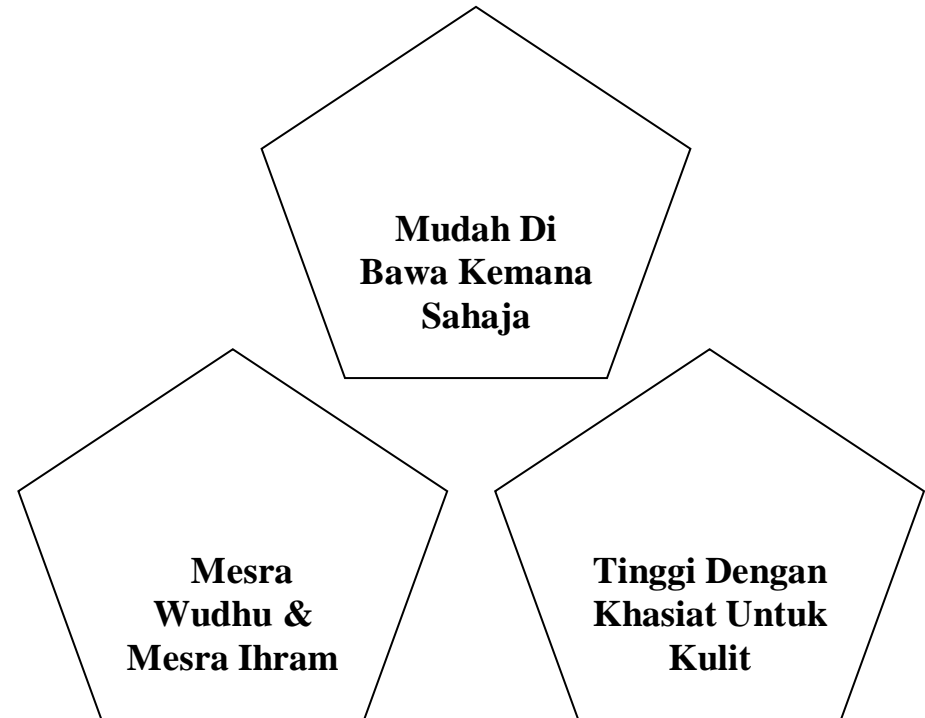 Mudah Di
Bawa Kemana
Sahaja
Mesra
Wudhu &
Mesra Ihram
Tinggi Dengan
Khasiat Untuk
Kulit